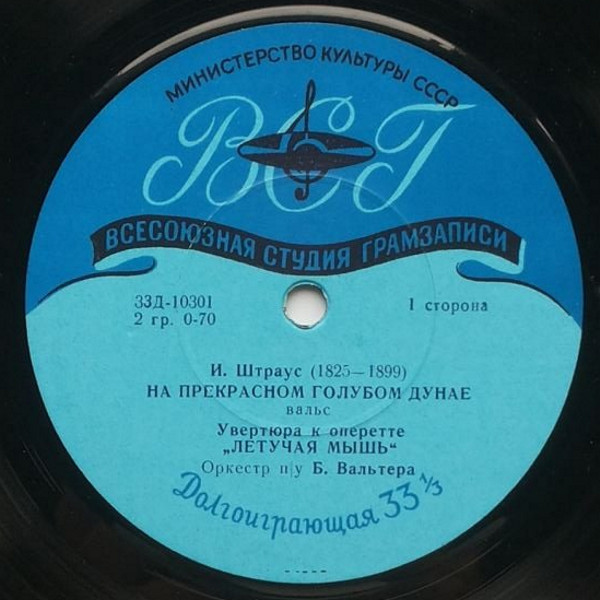 МИНИСТЕРСТВО КУЛЬТУРЫ СССР
ВСГ
ВСЕСОЮЗНАЯ СТУДИЯ ГРАМЗАПИСИ
33Д-10301
2 гр. 0-70
1 сторона
И. Штраус (1825—1899)
НА ПРЕКРАСНОМ ГОЛУБОМ ДУНАЕ
вальс
Увертюра к оперетте
„ЛЕТУЧАЯ МЫШЬ“
Оркестр п/у Б. Вальтера
Долгоиграющая 33 ⅓